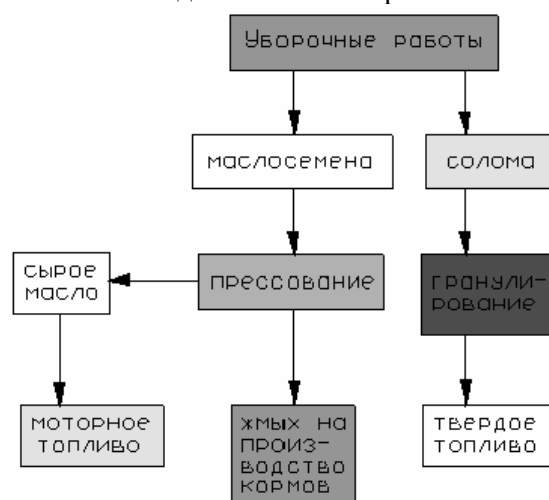 Уборочные работы
маслосемена
солома
сырое
масло
прессование
гранули-
рование
моторное
топливо
жмых на
произ-
водство
кормов
твердое
топливо